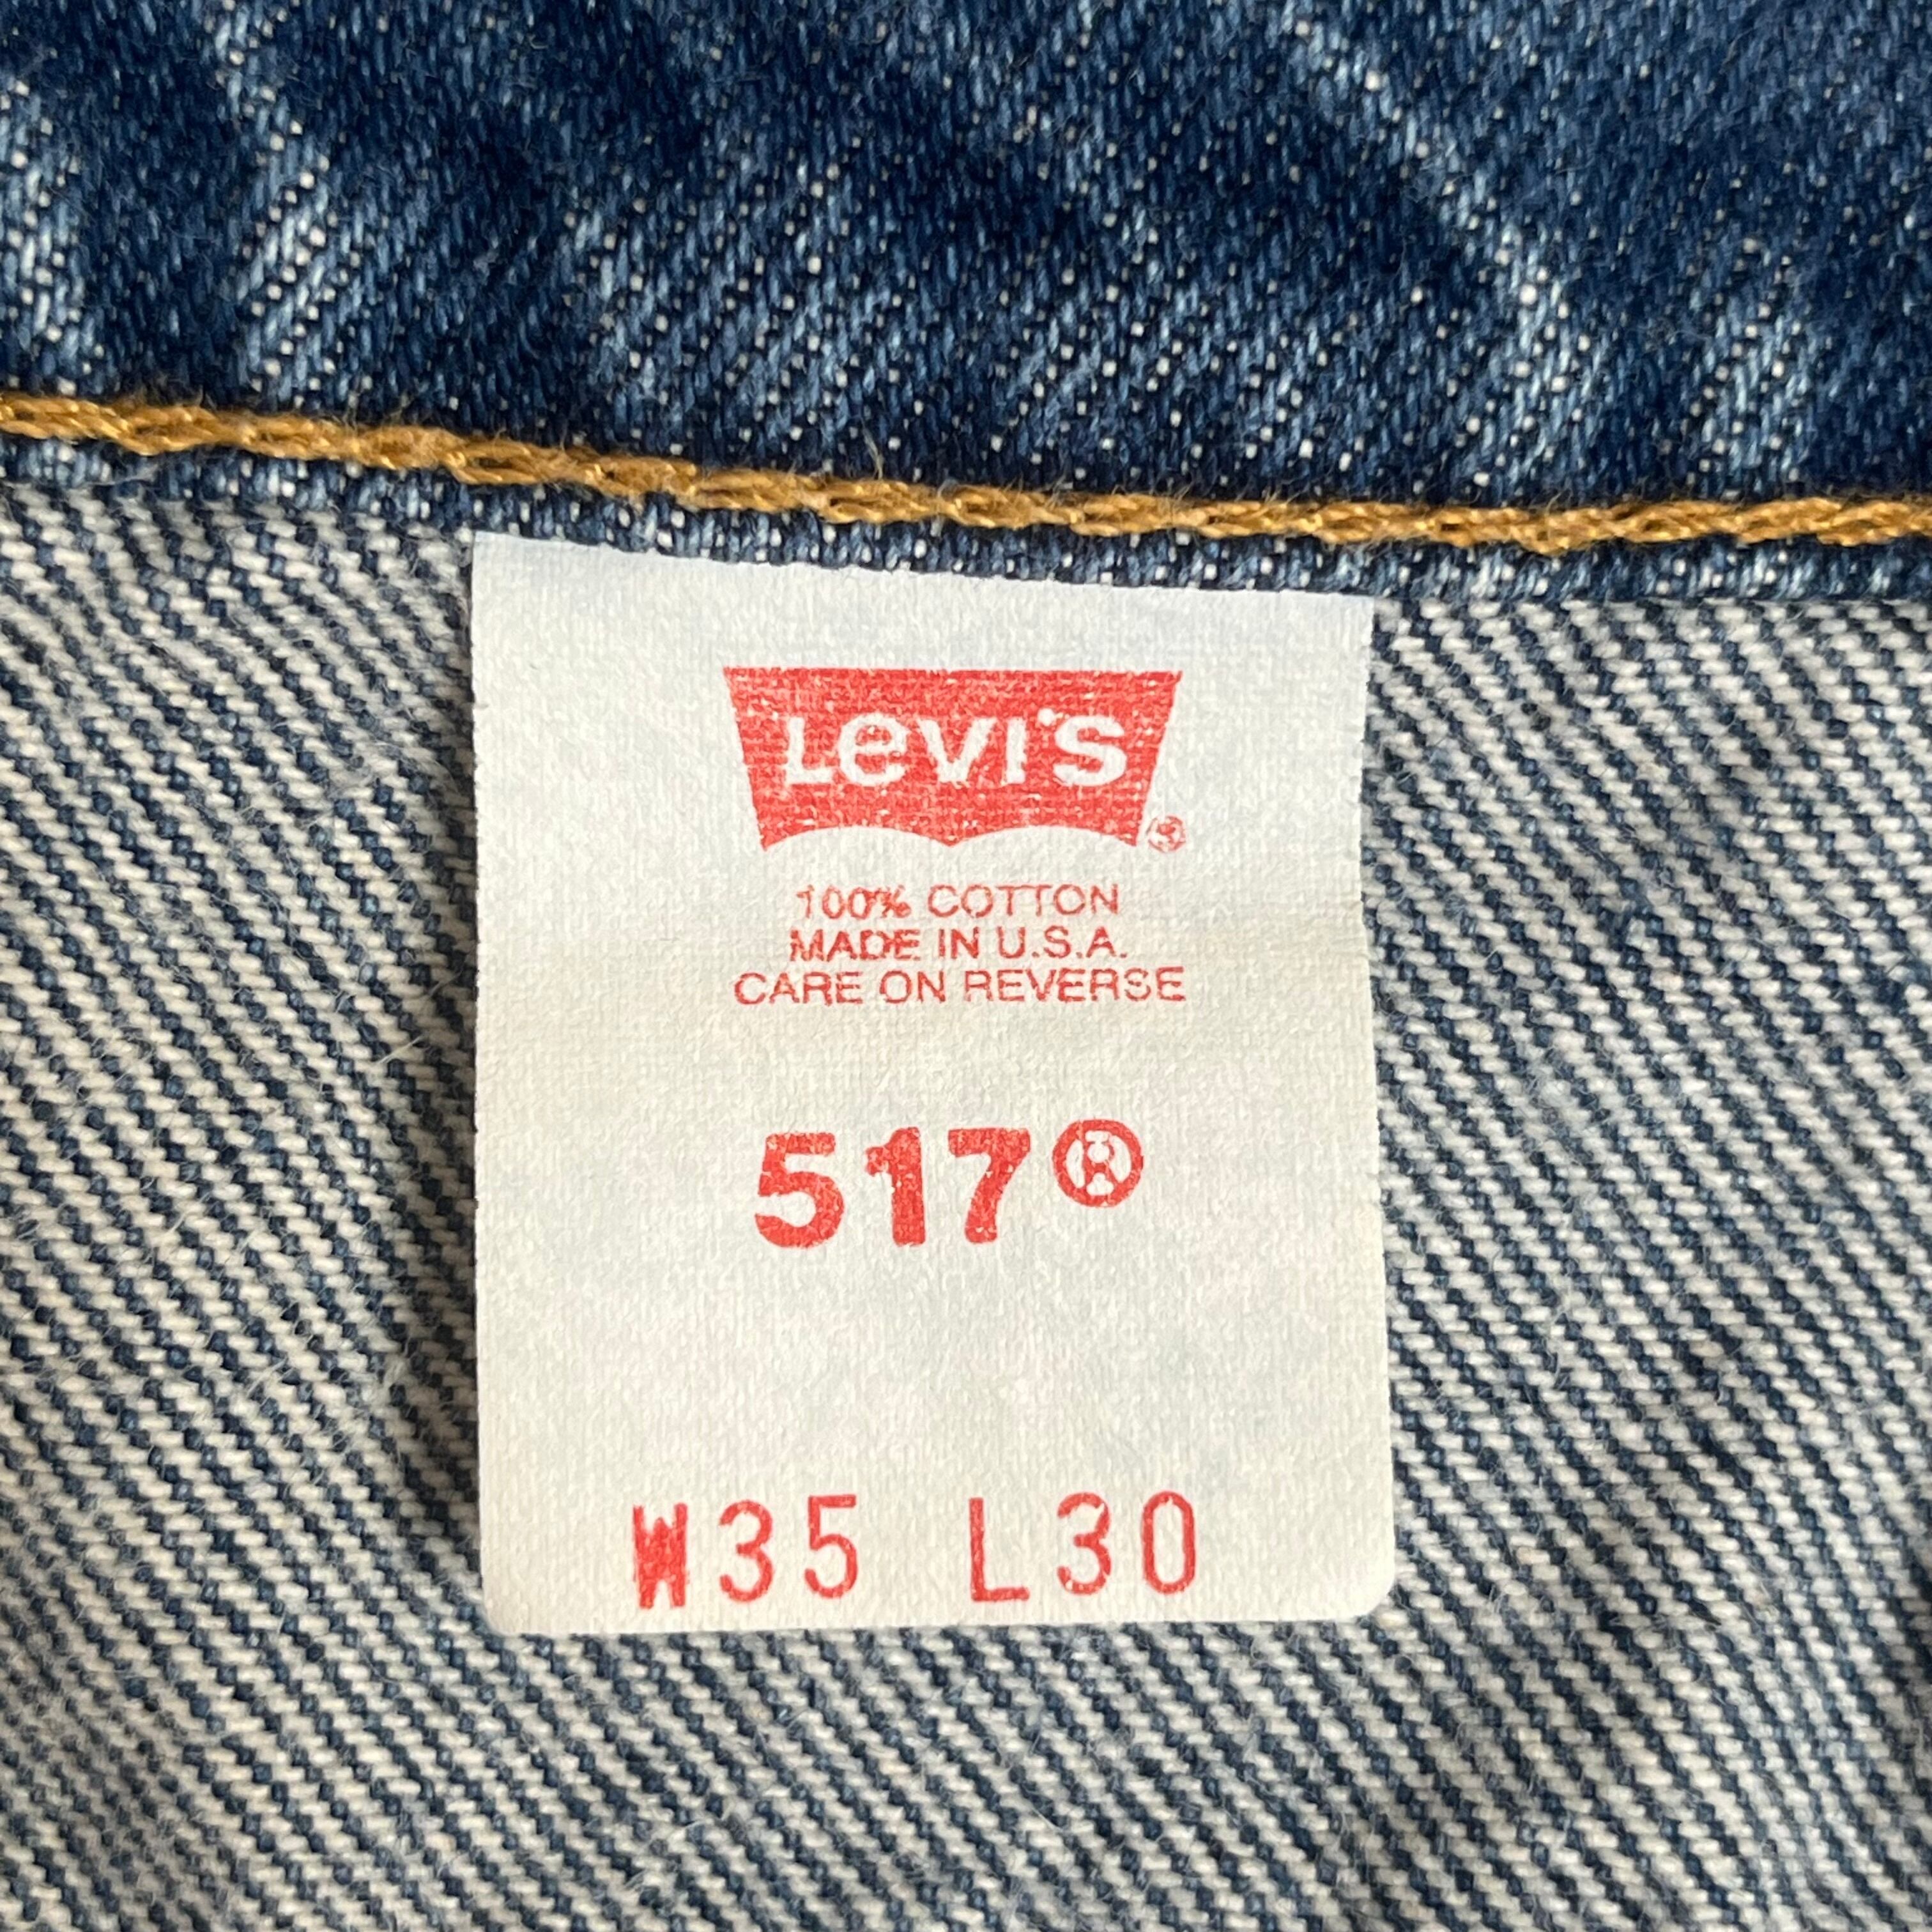 Levi's®
100% COTTON
MADE IN U.S.A.
CARE ON REVERSE
517®
W35 L30